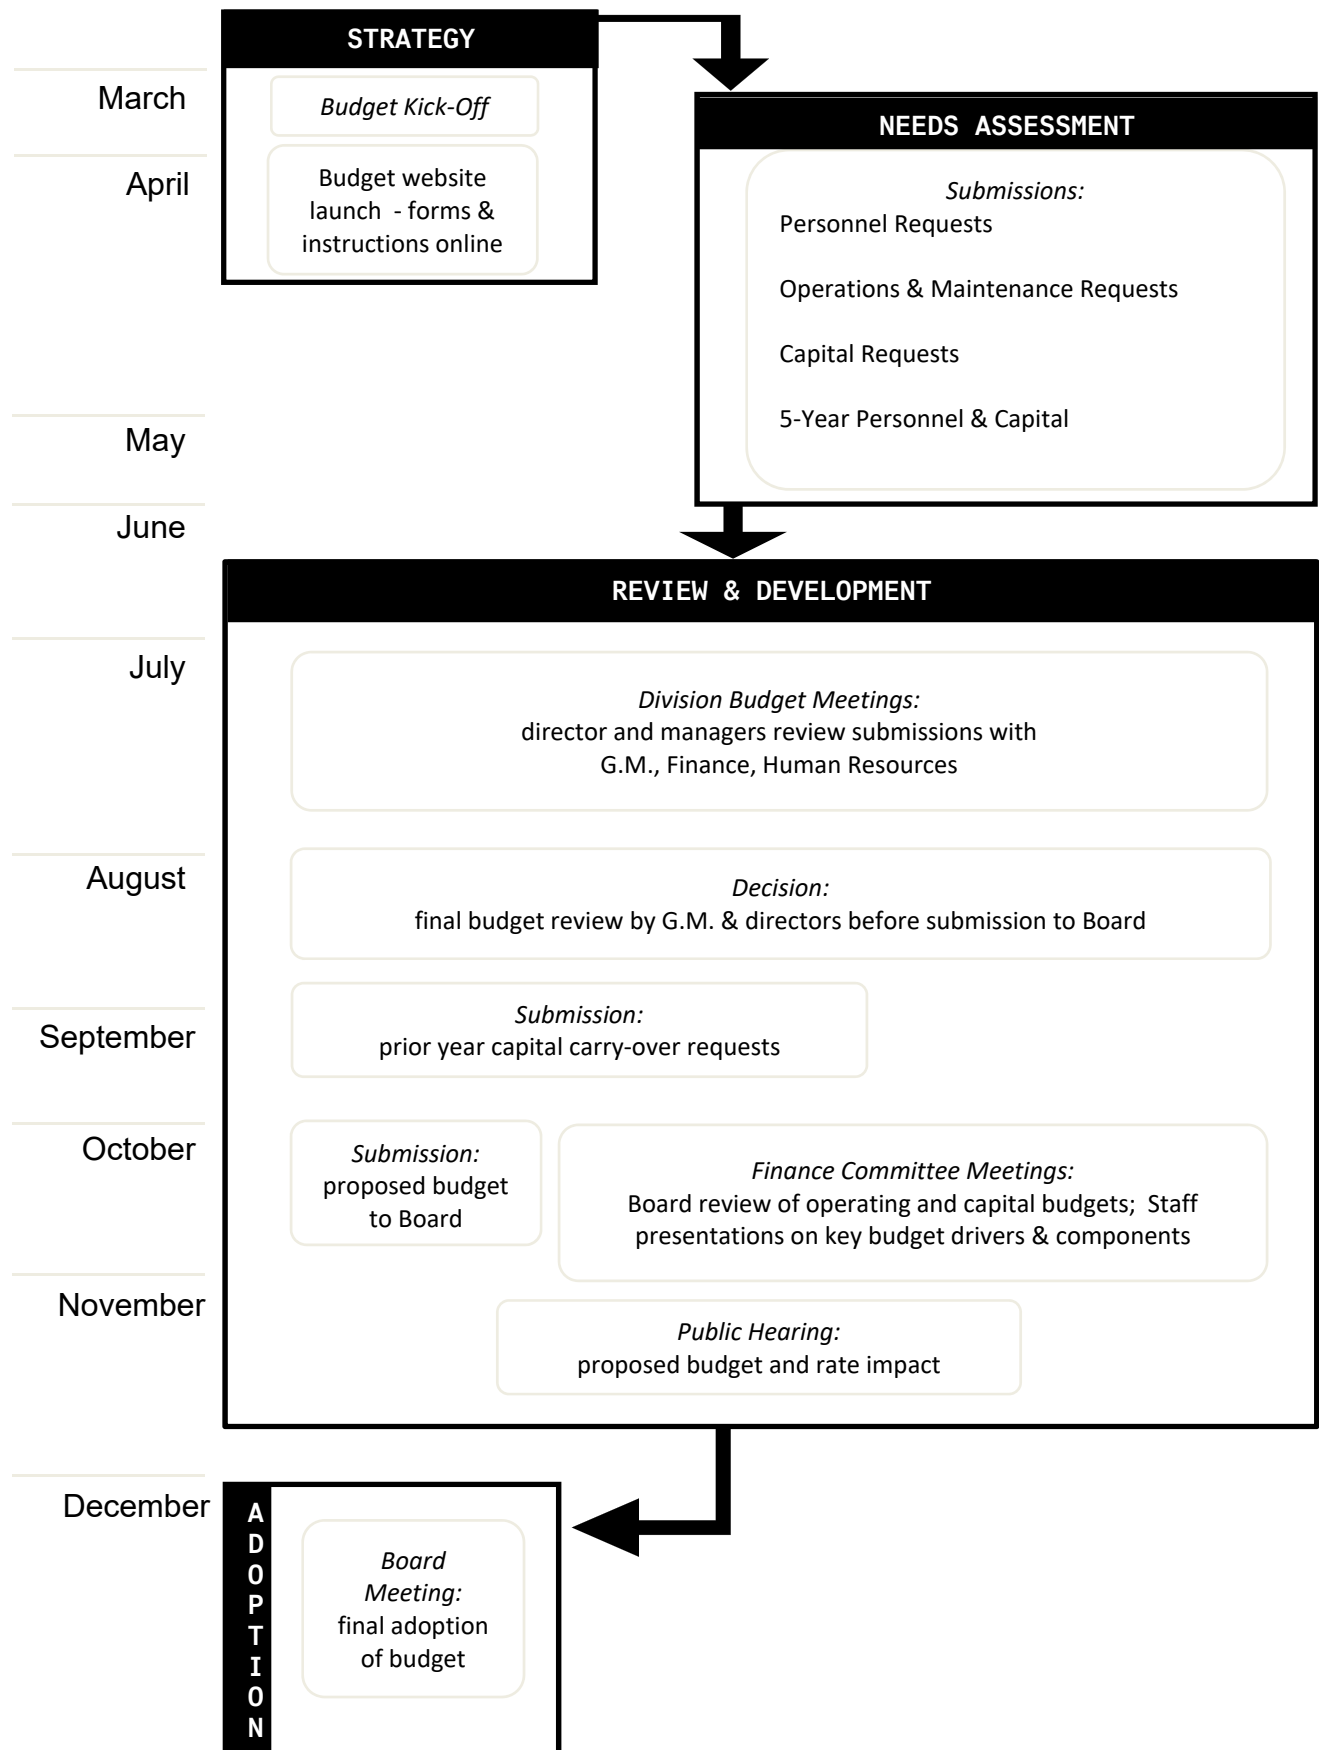 STRATEGY
March
Budget Kick-Off
April
Budget website
launch - forms &
instructions online
NEEDS ASSESSMENT
Submissions:
Personnel Requests
Operations & Maintenance Requests
Capital Requests
5-Year Personnel & Capital
May
June
REVIEW & DEVELOPMENT
July
Division Budget Meetings:
director and managers review submissions with
G.M., Finance, Human Resources
August
Decision:
final budget review by G.M. & directors before submission to Board
September
Submission:
prior year capital carry-over requests
October
Submission:
proposed budget
to Board
Finance Committee Meetings:
Board review of operating and capital budgets; Staff
presentations on key budget drivers & components
November
Public Hearing:
proposed budget and rate impact
December
ADOPTION
Board
Meeting:
final adoption
of budget